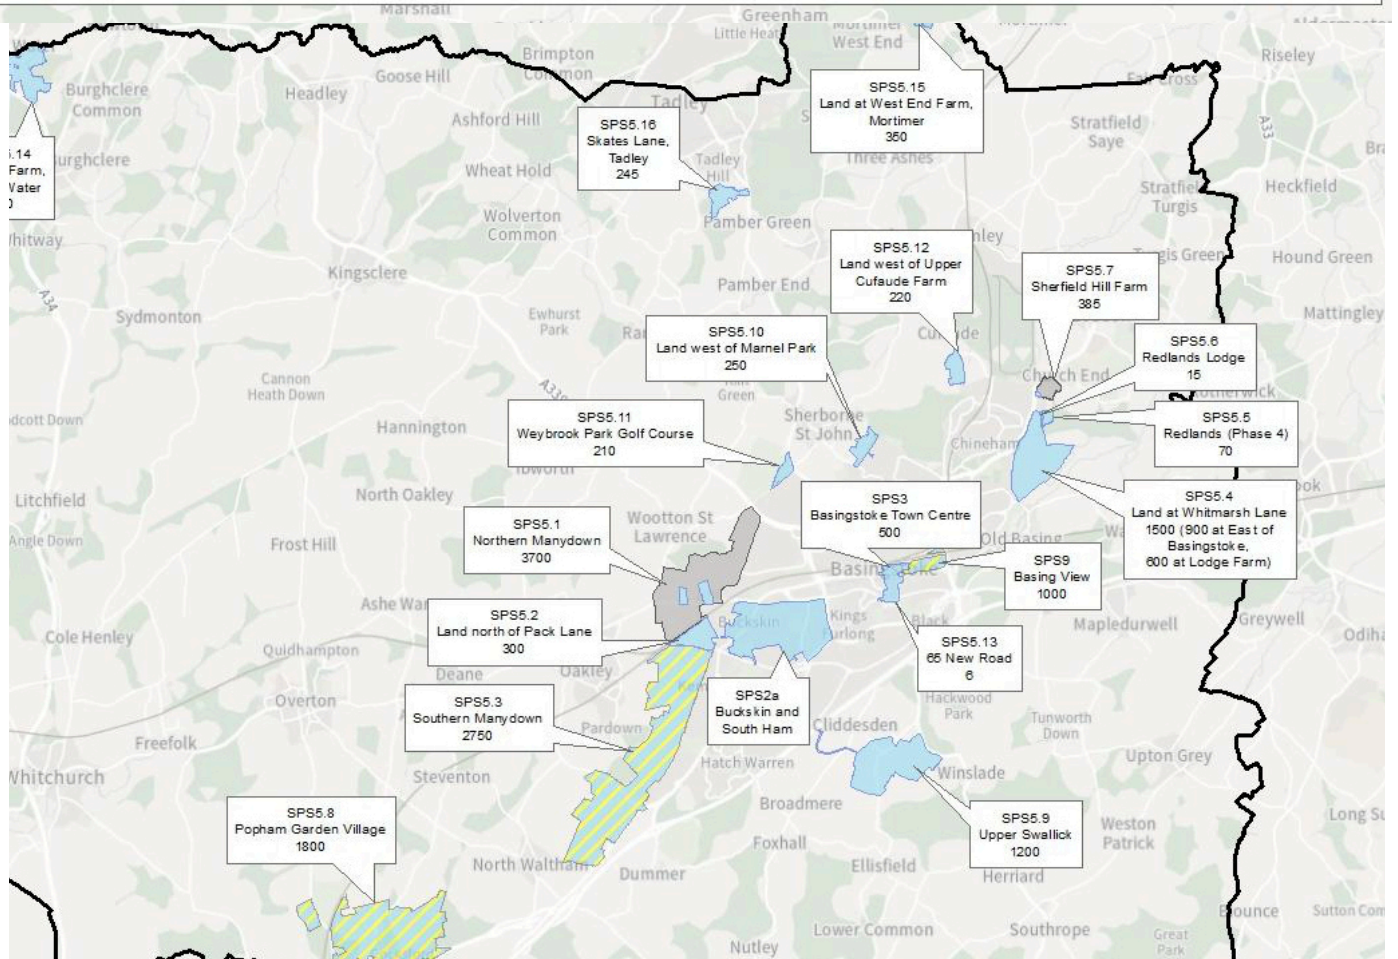 Marshall
Greenham
Little Heat
Mortimer
West End
Riseley
Brimpton
Common
Goose Hill
Headley
Burghclere
Common
Ashford Hill
Tadley
SPS5.15
Land at West End Farm,
Mortimer
350
Stratfield
Saye
A33
SPS5.16
Skates Lane,
Tadley
245
5.14
Farm,
Water
Three Ashes
Tadley
Hill
Wheat Hold
Heckfield
Stratfiel
Turgis
Wolverton
Common
Pamber Green
SPS5.12
Land west of Upper
Cufaude Farm
220
Hound Green
Kingsclere
SPS5.7
Sherfield Hill Farm
385
Pamber End
A34
Sydmonton
Ewhurst
Park
Mattingley
SPS5.10
Land west of Marnel Park
250
SPS5.6
Redlands Lodge
15
Cannon
Heath Down
Church End
Green
SPS5.11
Weybrook Park Golf Course
210
Sherborne
St John
SPS5.5
Redlands (Phase 4)
70
Hannington
Chineham
North Oakley
Litchfield
SPS5.1
Northern Manydown
3700
Wootton St
Lawrence
SPS3
Basingstoke Town Centre
500
SPS5.4
Land at Whitmarsh Lane
1500 (900 at East of
Basingstoke,
600 at Lodge Farm)
Angle Down
Frost Hill
Old Basing
SPS9
Basing View
1000
SPS5.2
Land north of Pack Lane
300
Buckskin
Kings
Furlong
Black
Mapledurwell
Greywell
Cole Henley
Quidhampton
SPS5.13
65 New Road
6
Deane
Oakley
Overton
SPS5.3
Southern Manydown
2750
SPS2a
Buckskin and
South Ham
Hackwood
Park
Pardown
Cliddesden
Tunworth
Down
Freefolk
Hatch Warren
Upton Grey
Whitchurch
Steventon
Winslade
SPS5.8
Popham Garden Village
1800
Broadmere
SPS5.9
Upper Swallick
1200
Weston
Patrick
Foxhall
North Waltham
Dummer
Ellisfield
Herriard
Lower Common
Southrope
Nutley
Great
Park